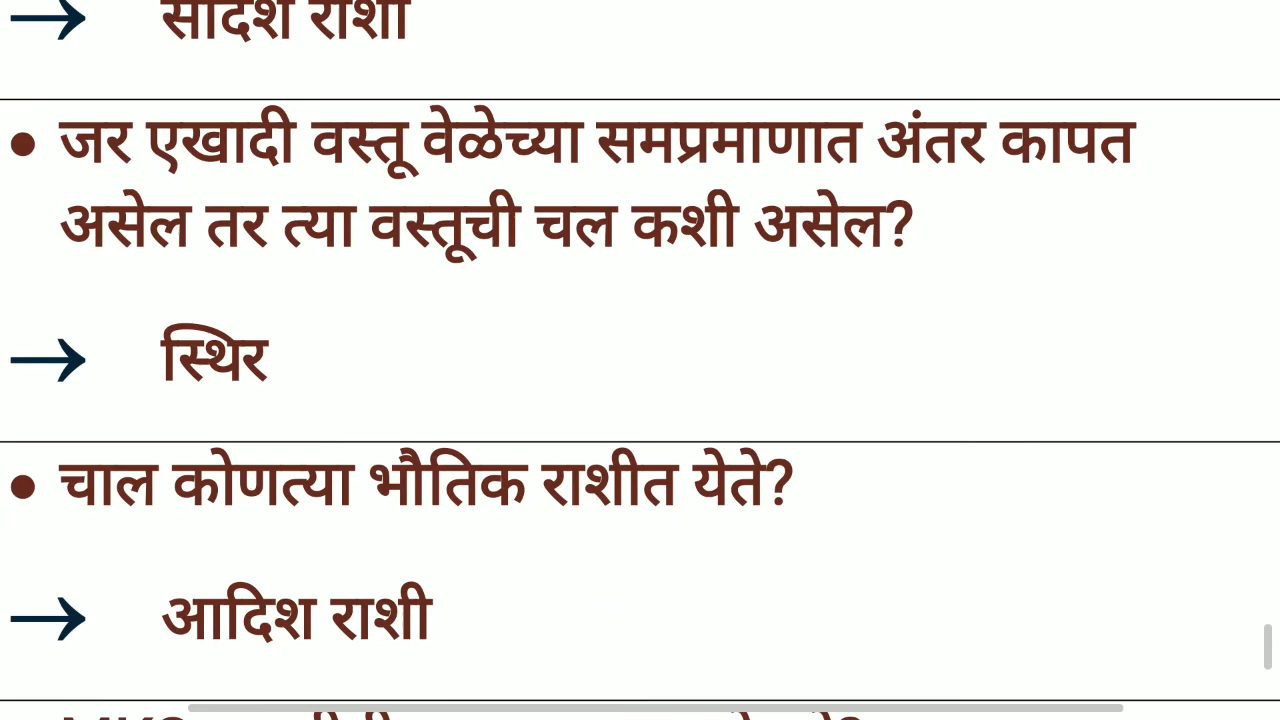 → सदिश राशी
• जर एखादी वस्तू वेळेच्या समप्रमाणात अंतर कापत
असेल तर त्या वस्तूची चल कशी असेल?
→ स्थिर
• चाल कोणत्या भौतिक राशीत येते?
→ आदिश राशी